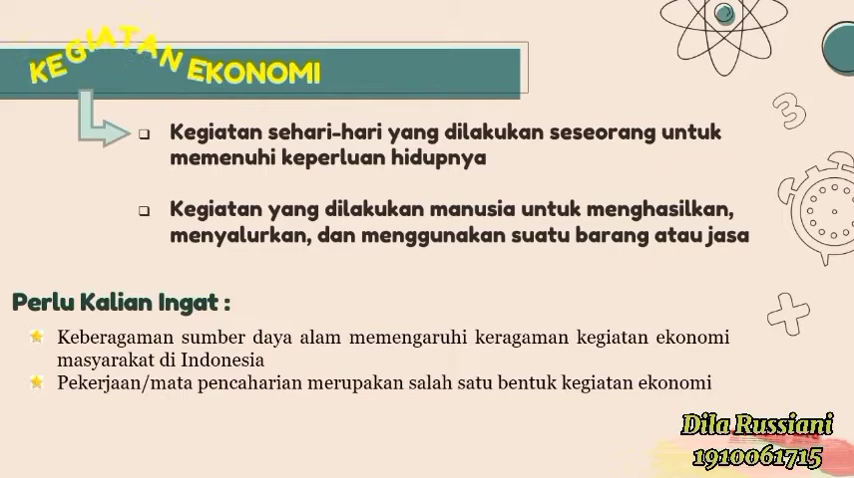 KEGIATAN EKONOMI
Kegiatan sehari-hari yang dilakukan seseorang untuk
memenuhi keperluan hidupnya
Kegiatan yang dilakukan manusia untuk menghasilkan,
menyalurkan, dan menggunakan suatu barang atau jasa
Perlu Kalian Ingat :
Keberagaman sumber daya alam memengaruhi keragaman kegiatan ekonomi
masyarakat di Indonesia
Pekerjaan/mata pencaharian merupakan salah satu bentuk kegiatan ekonomi
3
Dila Russiani
1910061715